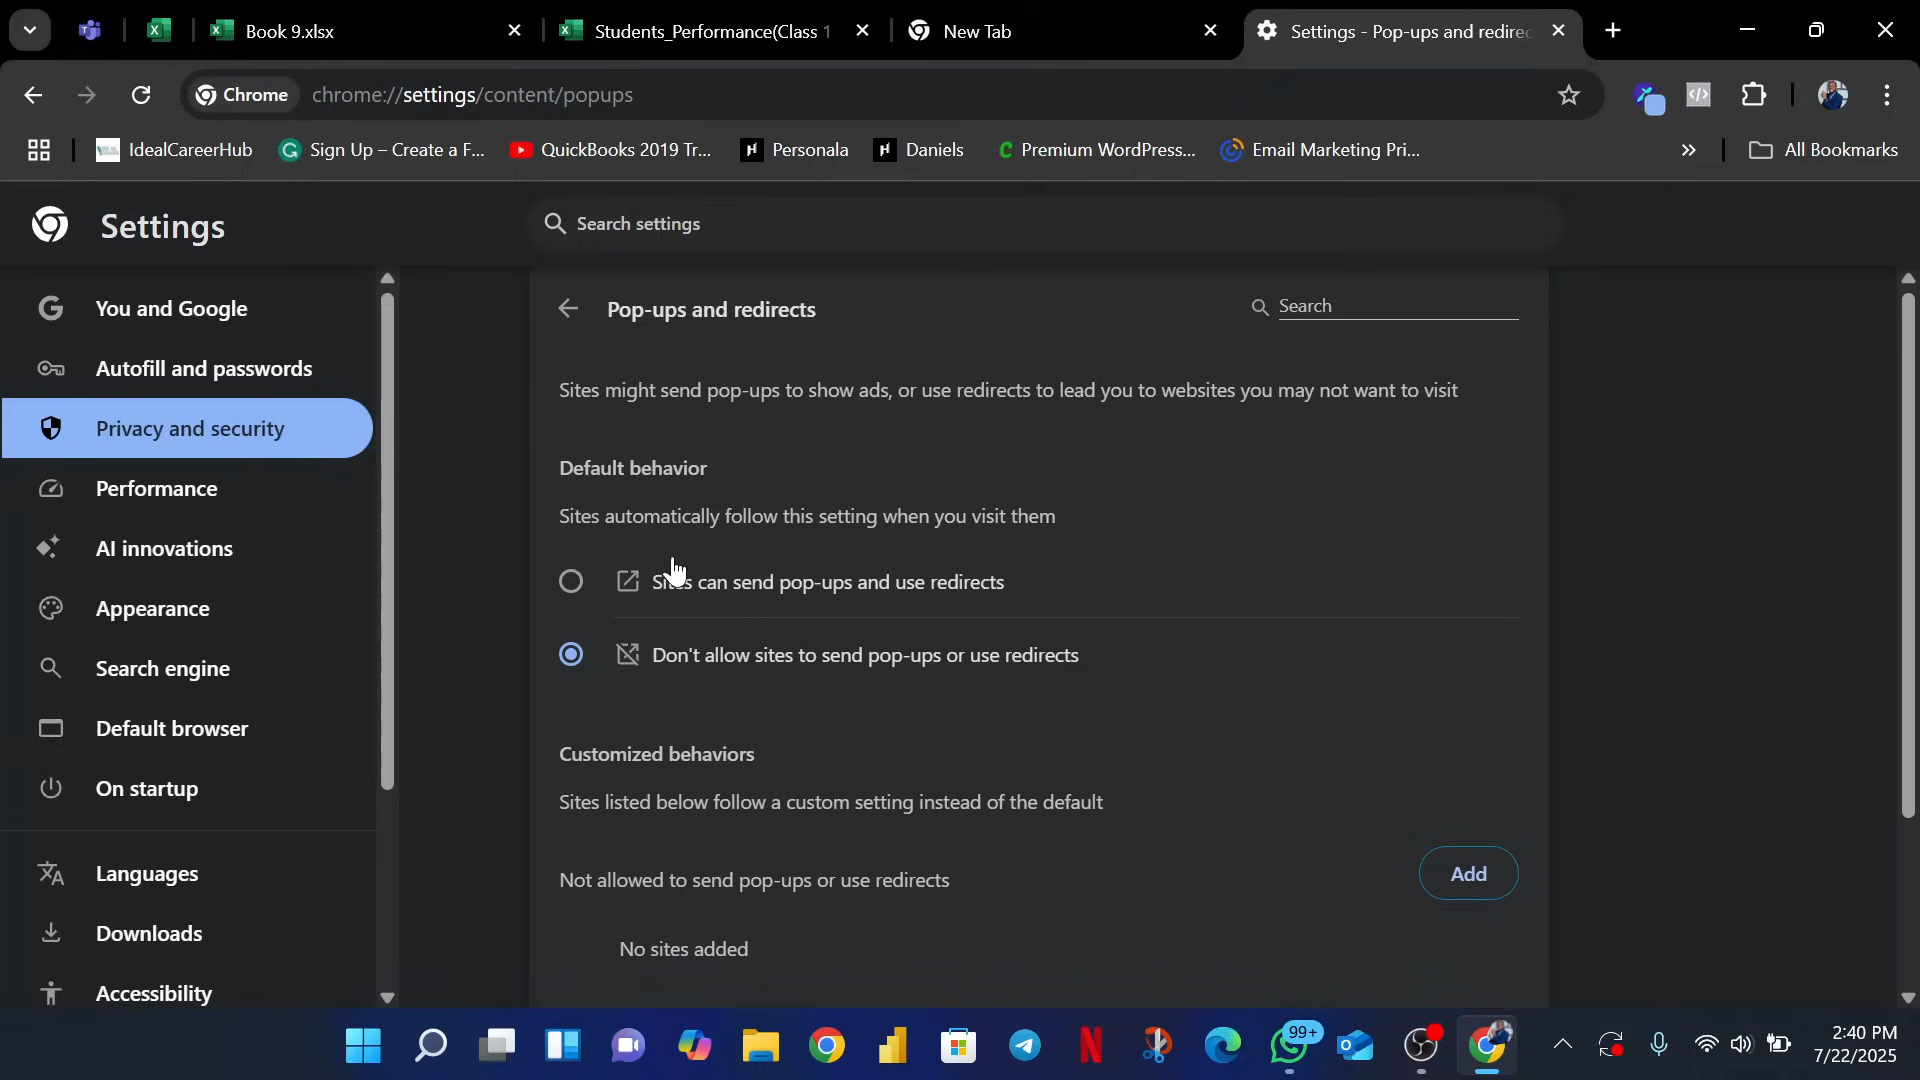 Book 9.xlsx
Students_Performance(Class 1
New Tab
Settings - Pop-ups and redirec
Chrome
chrome://settings/content/popups
IdealCareerHub
Sign Up – Create a F...
QuickBooks 2019 Tr...
Personala
Daniels
Premium WordPress...
Email Marketing Pri...
All Bookmarks
Settings
Search settings
You and Google
Autofill and passwords
Privacy and security
Performance
AI innovations
Appearance
Search engine
Default browser
On startup
Languages
Downloads
Accessibility
Pop-ups and redirects
Search
Sites might send pop-ups to show ads, or use redirects to lead you to websites you may not want to visit
Default behavior
Sites automatically follow this setting when you visit them
Sites can send pop-ups and use redirects
Don't allow sites to send pop-ups or use redirects
Customized behaviors
Sites listed below follow a custom setting instead of the default
Not allowed to send pop-ups or use redirects
Add
No sites added
99+
2:40 PM
7/22/2025